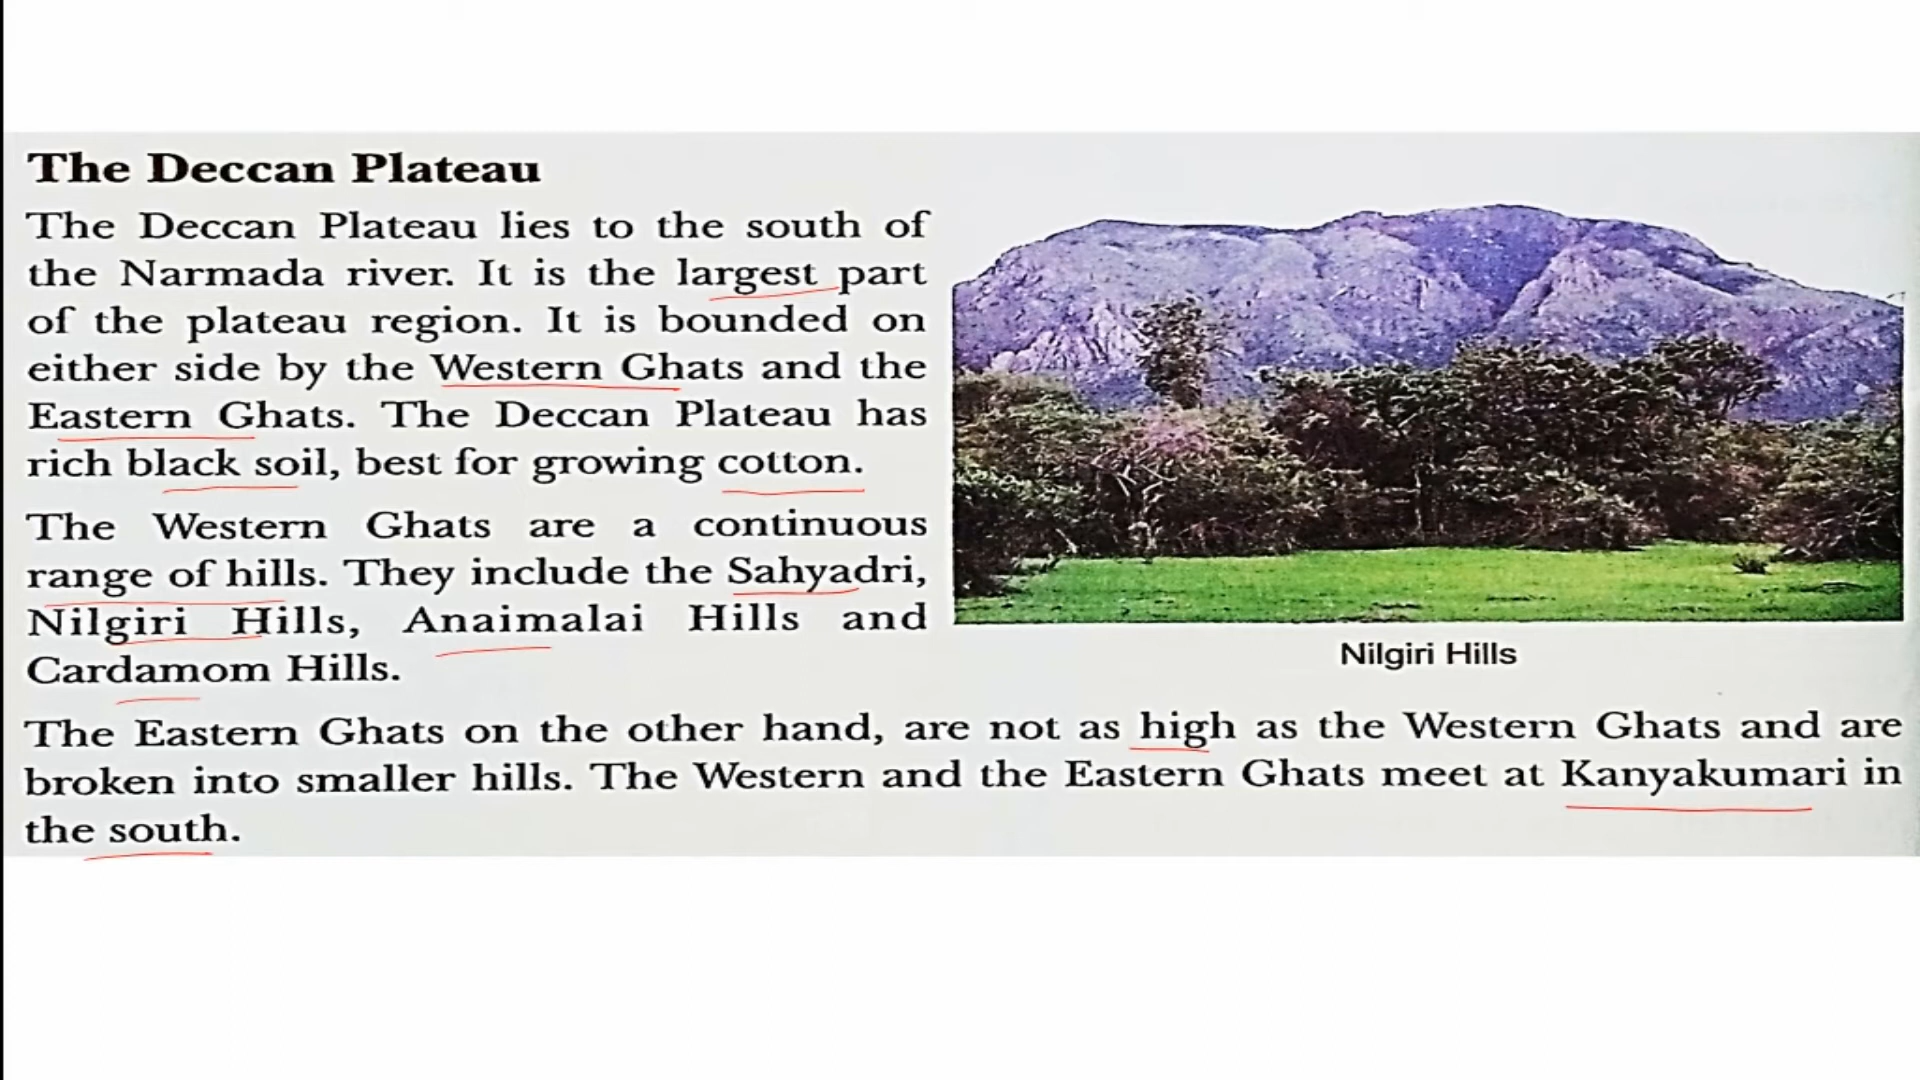 The Deccan Plateau
The Deccan Plateau lies to the south of
the Narmada river. It is the largest part
of the plateau region. It is bounded on
either side by the Western Ghats and the
Eastern Ghats. The Deccan Plateau has
rich black soil, best for growing cotton.
The Western Ghats are a continuous
range of hills. They include the Sahyadri,
Nilgiri Hills, Anaimalai Hills and
Cardamom Hills.
Nilgiri Hills
The Eastern Ghats on the other hand, are not as high as the Western Ghats and are
broken into smaller hills. The Western and the Eastern Ghats meet at Kanyakumari in
the south.